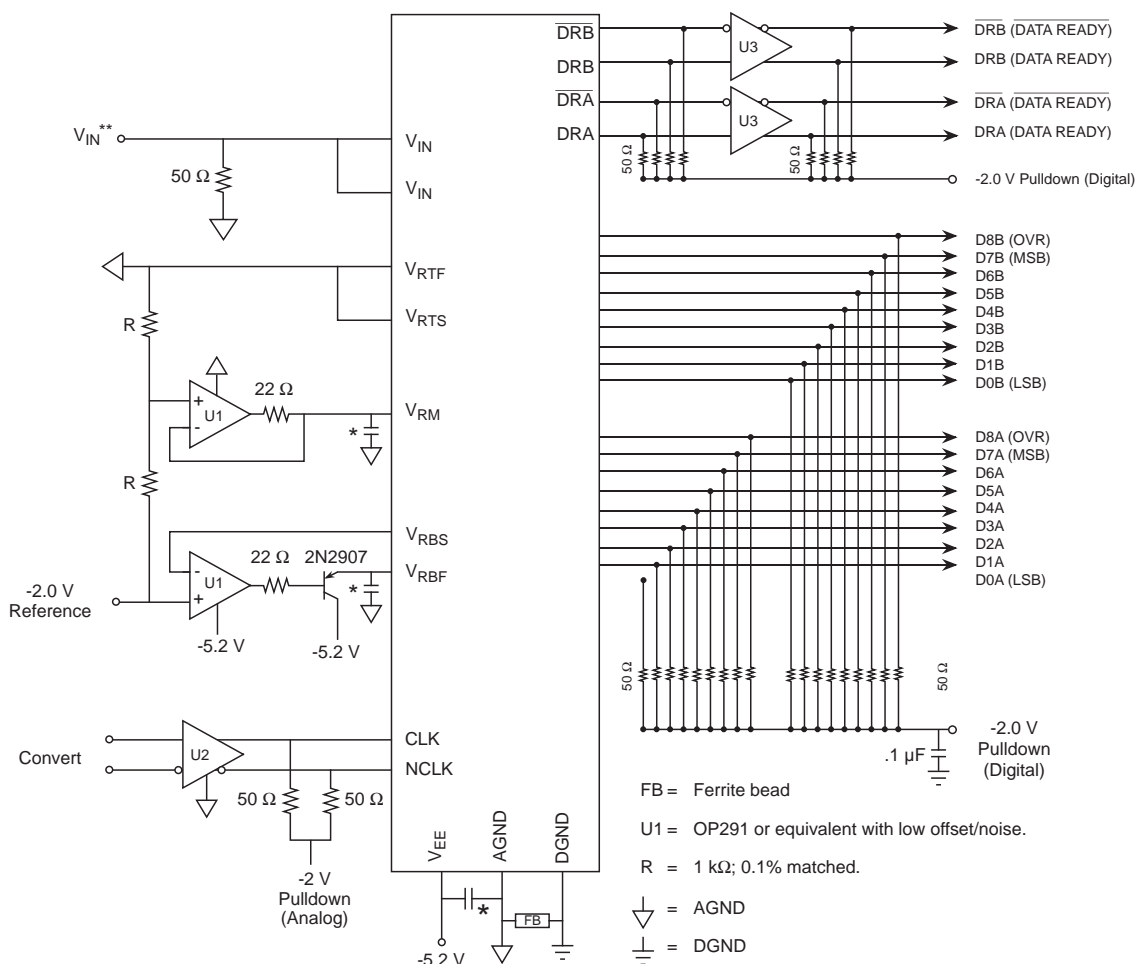 DRB
DRB
DRA
DRA
U3
U3
DRB (DATA READY)
DRB (DATA READY)
DRA (DATA READY)
DRA (DATA READY)
50 Ω
50 Ω
-2.0 V Pulldown (Digital)
VIN**
50 Ω
VIN
VIN
VRTF
VRTS
R
22 Ω
+
-
U1
VRM
*
R
VRBS
22 Ω
2N2907
VRBF
-
+
U1
*
-2.0 V
Reference
-5.2 V
-5.2 V
D8B (OVR)
D7B (MSB)
D6B
D5B
D4B
D3B
D2B
D1B
D0B (LSB)
D8A (OVR)
D7A (MSB)
D6A
D5A
D4A
D3A
D2A
D1A
D0A (LSB)
50 Ω
50 Ω
-2.0 V
Pulldown
(Digital)
.1 µF
Convert
U2
CLK
NCLK
50 Ω
50 Ω
-2 V
Pulldown
(Analog)
VEE
AGND
DGND
*
FB
-5.2 V
FB = Ferrite bead
U1 = OP291 or equivalent with low offset/noise.
R = 1 kΩ; 0.1% matched.
= AGND
= DGND